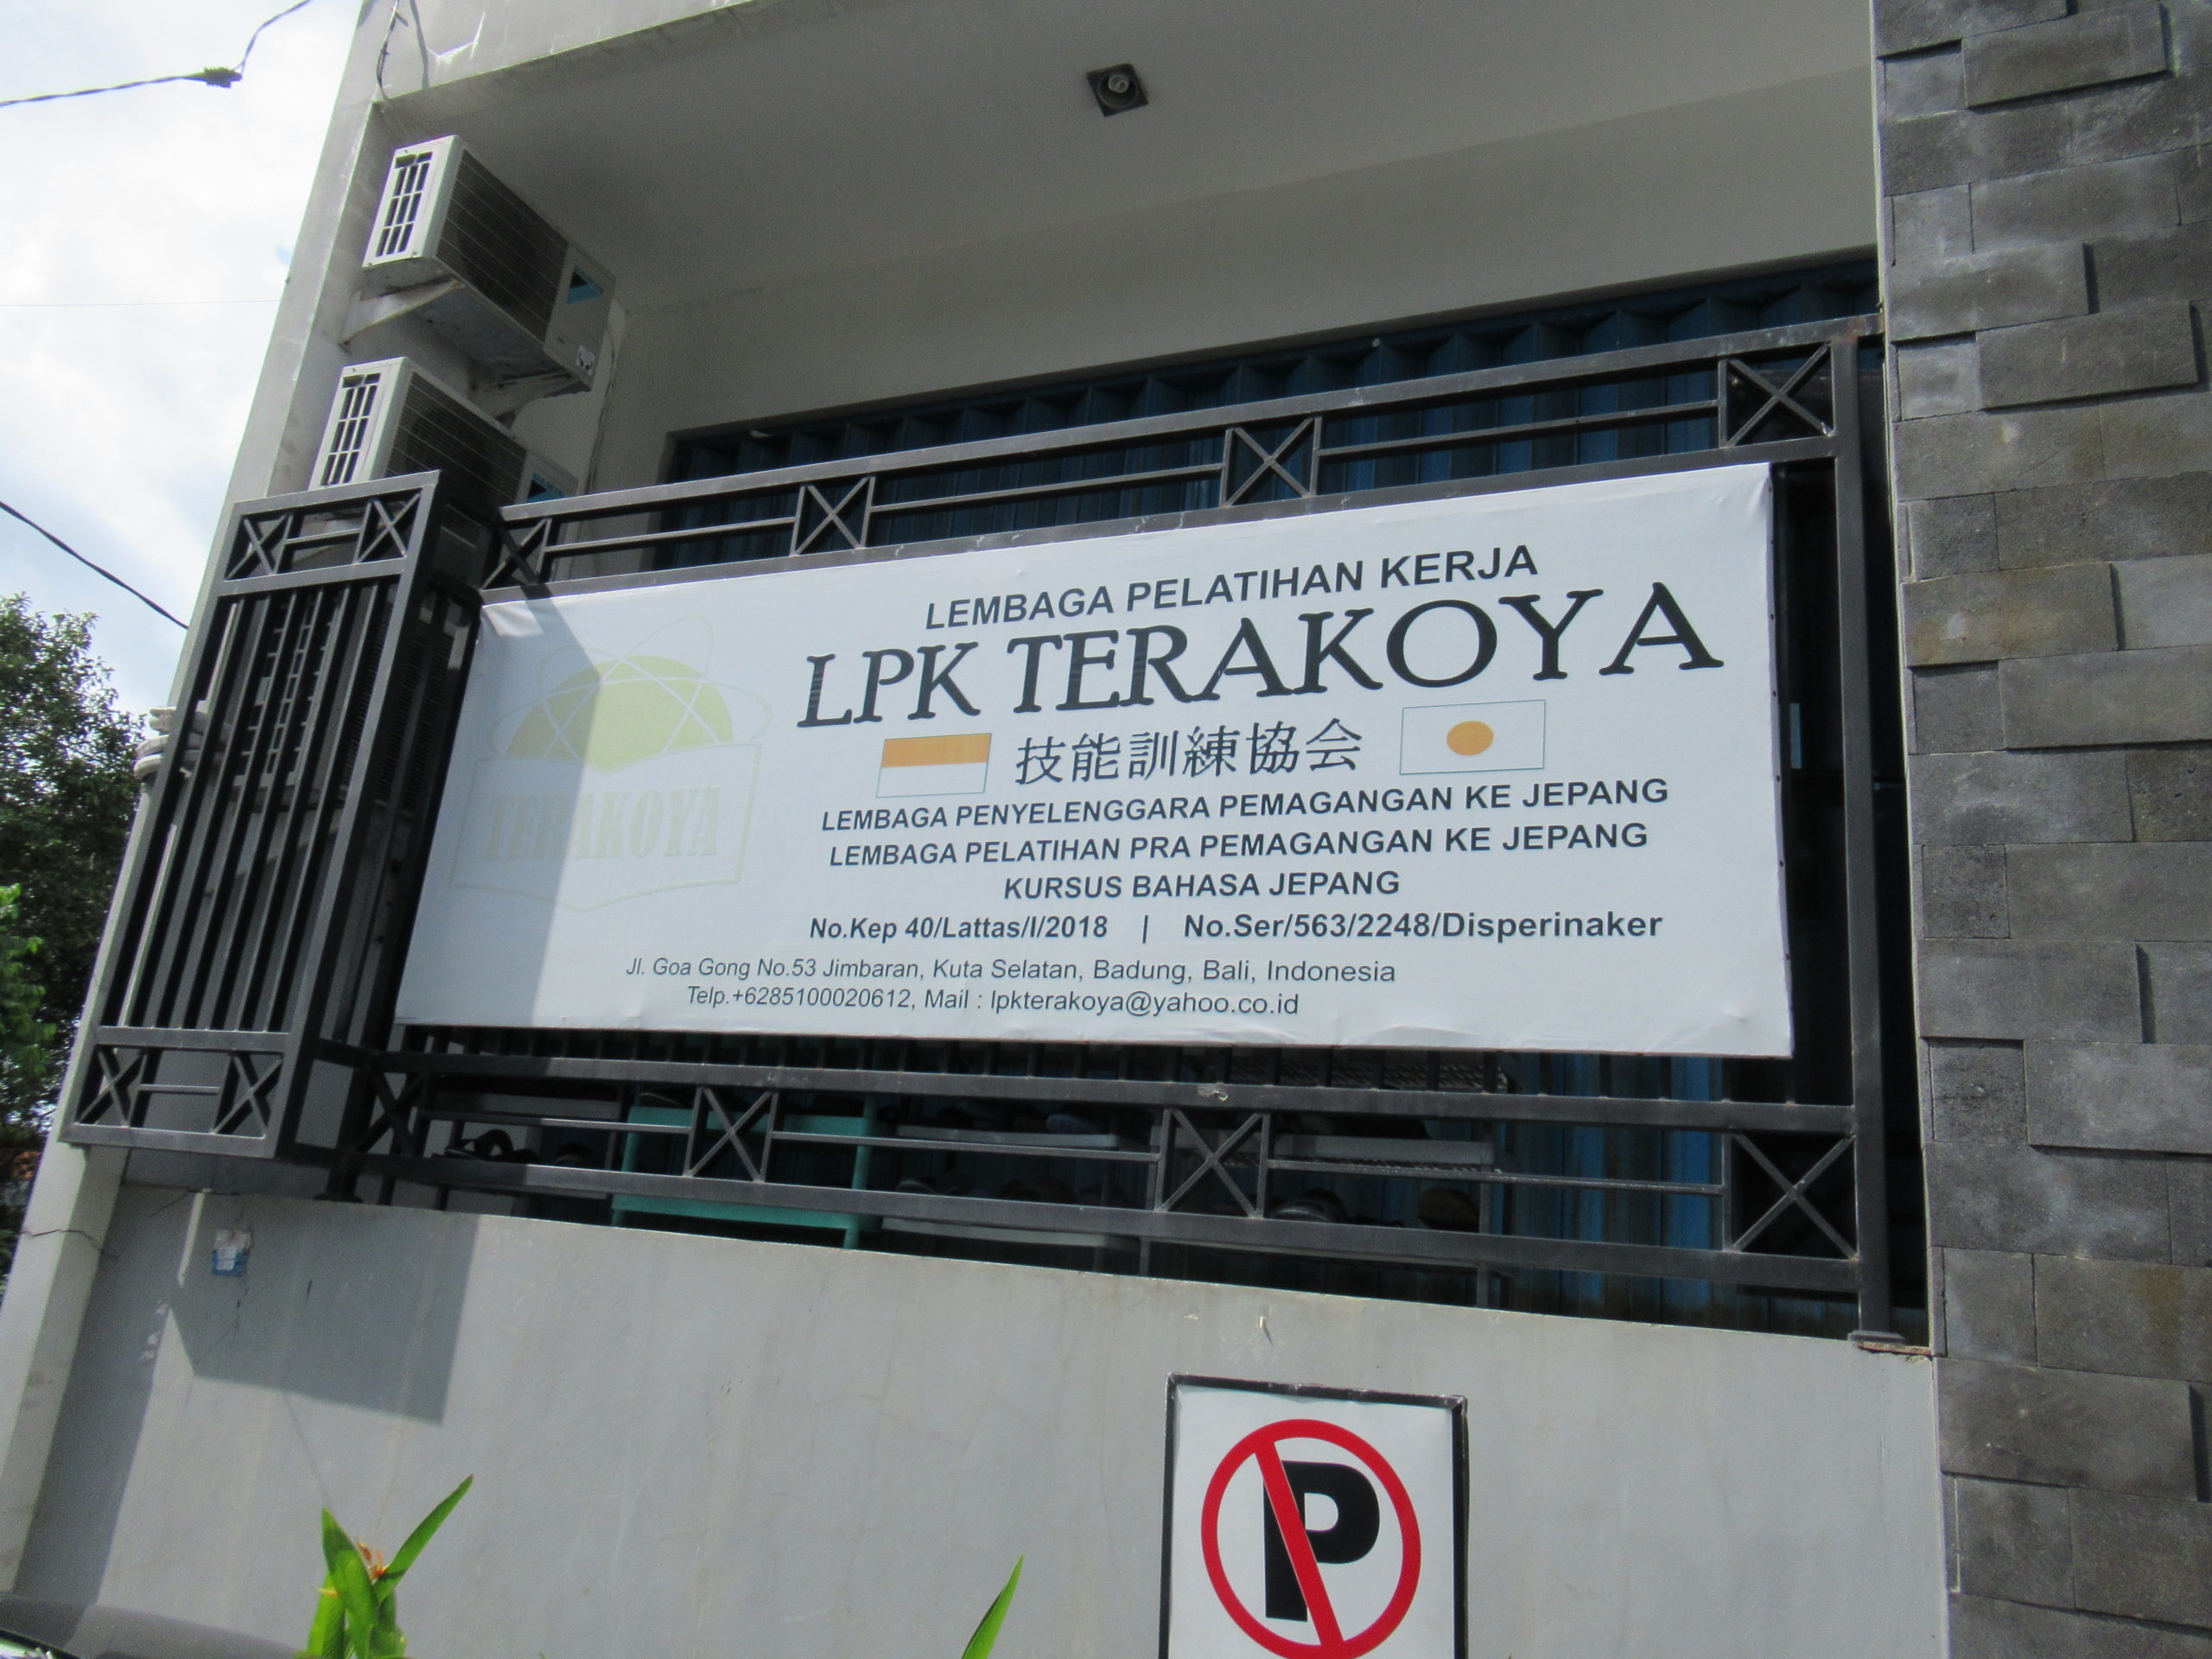 LEMBAGA PELATIHAN KERJA
LPK TERAKOYA
技能訓練協会
TERAKOYA
LEMBAGA PENYELENGGARA PEMAGANGAN KE JEPANG
LEMBAGA PELATIHAN PRA PEMAGANGAN KE JEPANG
KURSUS BAHASA JEPANG
No.Kep 40/Lattas/I/2018 | No.Ser/563/2248/Disperinaker
Jl. Goa Gong No.53 Jimbaran, Kuta Selatan, Badung, Bali, Indonesia
Telp.+6285100020612, Mail : lpkterakoya@yahoo.co.id
P